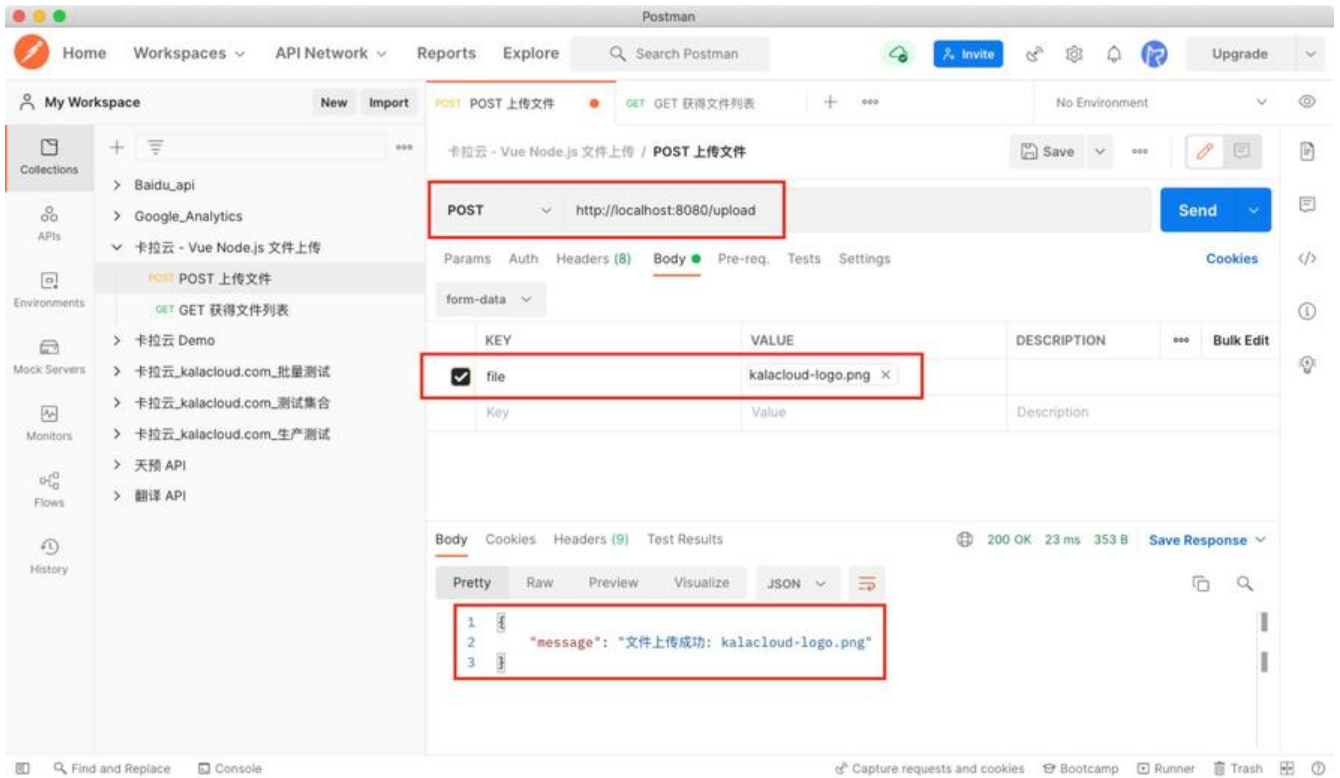 Postman
Home Workspaces API Network Reports Explore Search Postman Invite Upgrade
My Workspace New Import POST POST 上传文件 GET GET 获得文件列表 No Environment
Collections
APIs
Environments
Mock Servers
Monitors
Flows
History
Baidu_api
Google_Analytics
卡拉云 - Vue Node.js 文件上传
POST POST 上传文件
GET GET 获得文件列表
卡拉云 Demo
卡拉云_kalacloud.com_批量测试
卡拉云_kalacloud.com_测试集合
卡拉云_kalacloud.com_生产测试
天预 API
翻译 API
卡拉云 - Vue Node.js 文件上传 / POST 上传文件 Save
POST http://localhost:8080/upload Send
Params Auth Headers (8) Body Pre-req. Tests Settings Cookies
form-data
KEY VALUE DESCRIPTION Bulk Edit
file kalacloud-logo.png
Key Value Description
Body Cookies Headers (9) Test Results 200 OK 23 ms 353 B Save Response
Pretty Raw Preview Visualize JSON
1 {
2 "message": "文件上传成功: kalacloud-logo.png"
3 }
Find and Replace Console Capture requests and cookies Bootcamp Runner Trash